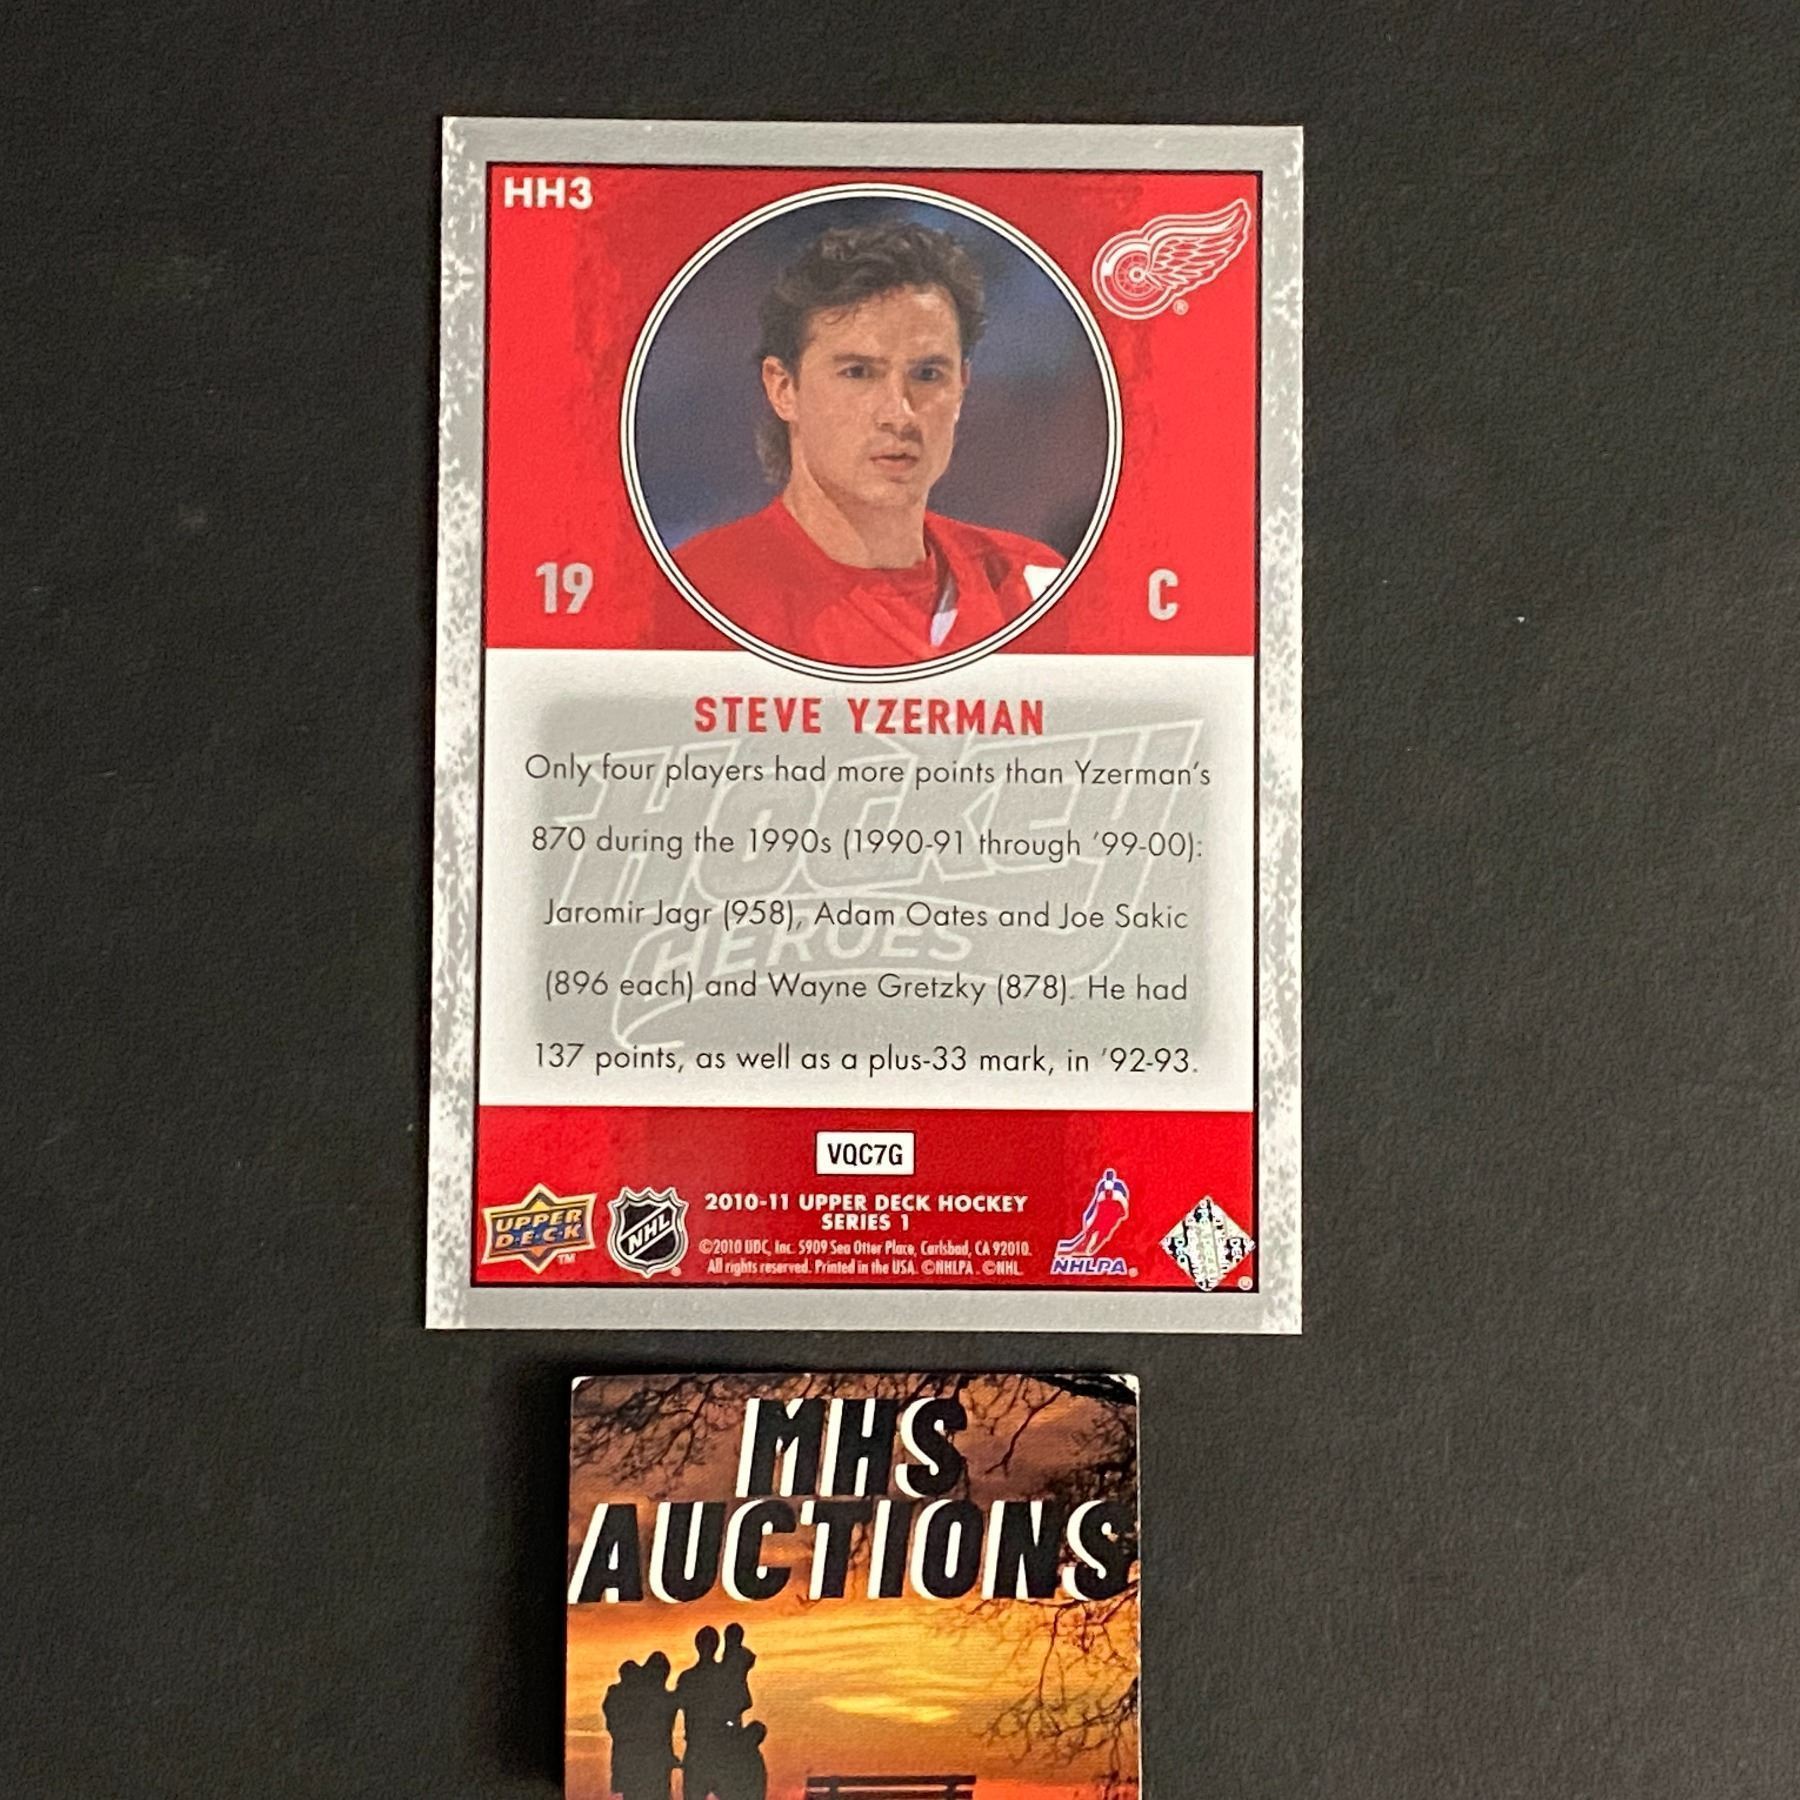 HH3
19
C
STEVE YZERMAN
Only four players had more points than Yzerman's
870 during the 1990s (1990-91 through '99-00):
Jaromir Jagr (958), Adam Oates and Joe Sakic
(896 each) and Wayne Gretzky (878). He had
137 points, as well as a plus-33 mark, in '92-93.
HOCKEY
HEROES
VQC7G
UPPER
D·E·C·K
TM
NHL
2010-11 UPPER DECK HOCKEY
SERIES 1
©2010 UDC, Inc. 5909 Sea Otter Place, Carlsbad, CA 92010.
All rights reserved. Printed in the USA. ©NHLPA. ©NHL.
NHLPA
MHS
AUCTIONS